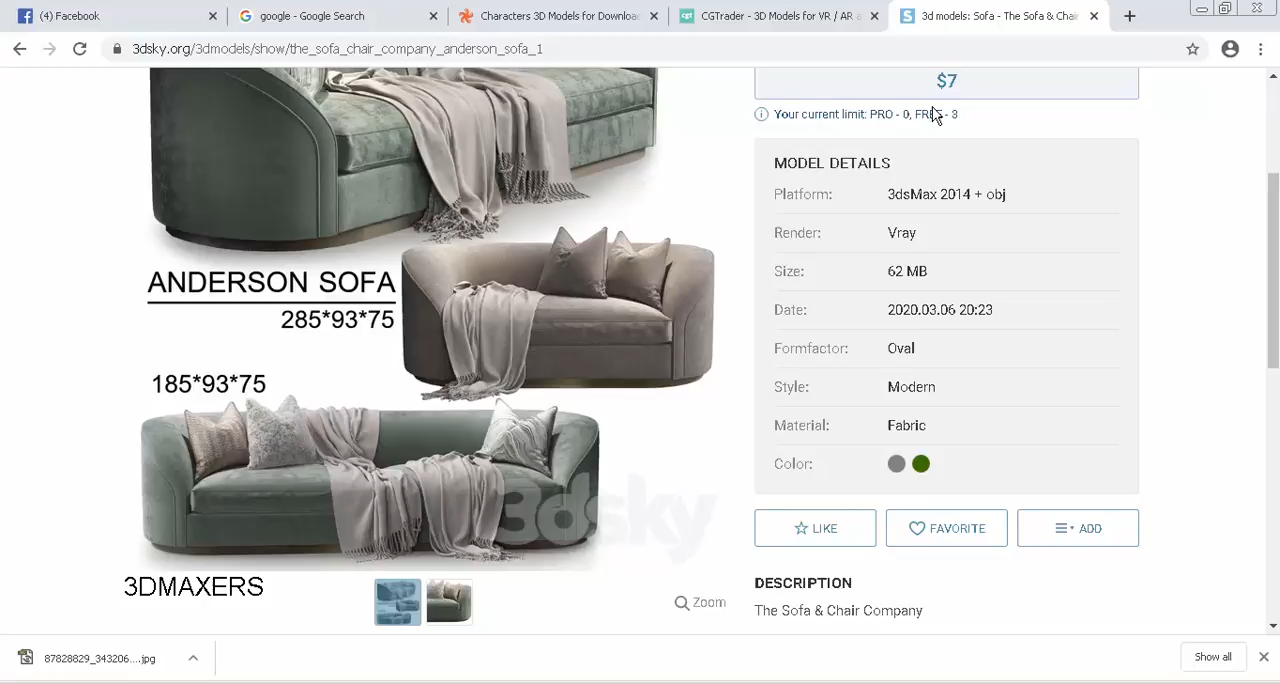 (4) Facebook
google - Google Search
Characters 3D Models for Downloa
CGTrader - 3D Models for VR / AR a
3d models: Sofa - The Sofa & Chai
3dsky.org/3dmodels/show/the_sofa_chair_company_anderson_sofa_1
$7
Your current limit: PRO - 0, FREE - 3
MODEL DETAILS
Platform: 3dsMax 2014 + obj
Render: Vray
Size: 62 MB
Date: 2020.03.06 20:23
Formfactor: Oval
Style: Modern
Material: Fabric
Color:
LIKE
FAVORITE
ADD
DESCRIPTION
The Sofa & Chair Company
ANDERSON SOFA
285*93*75
185*93*75
3dsky
3DMAXERS
Zoom
87828829_343206....jpg
Show all